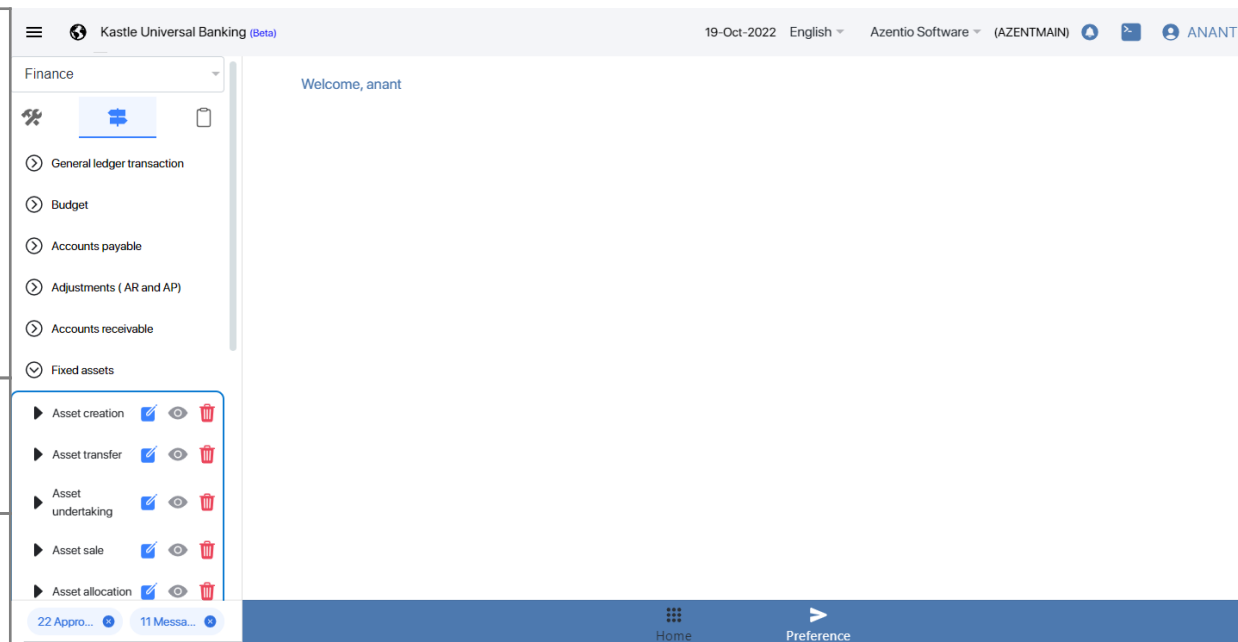 Kastle Universal Banking (Beta)
19-Oct-2022 English Azentio Software (AZENTMAIN) ANANT
Finance
Welcome, anant
General ledger transaction
Budget
Accounts payable
Adjustments ( AR and AP)
Accounts receivable
Fixed assets
Asset creation
Asset transfer
Asset
undertaking
Asset sale
Asset allocation
22 Appro... 11 Messa...
Home Preference